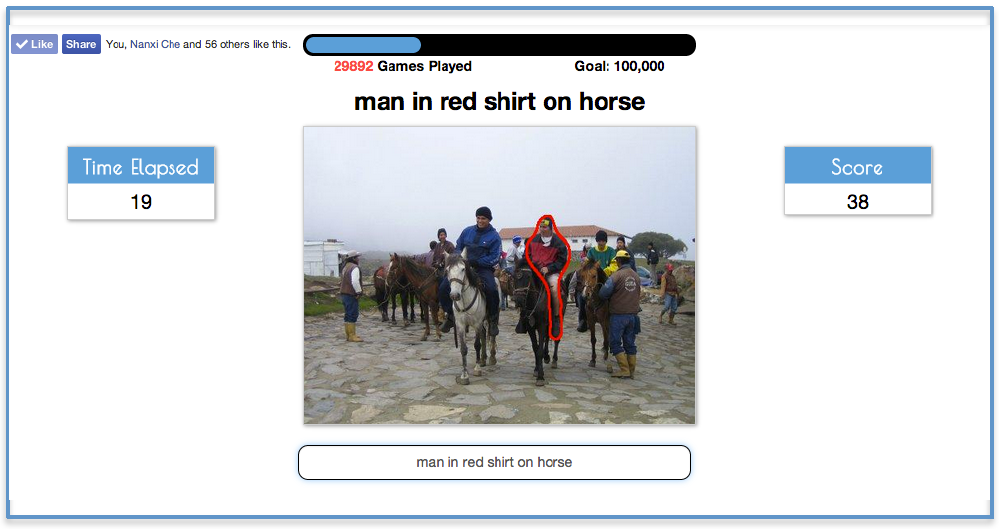 Like Share You, Nanxi Che and 56 others like this.
29892 Games Played Goal: 100,000
man in red shirt on horse
Time Elapsed
19
Score
38
man in red shirt on horse